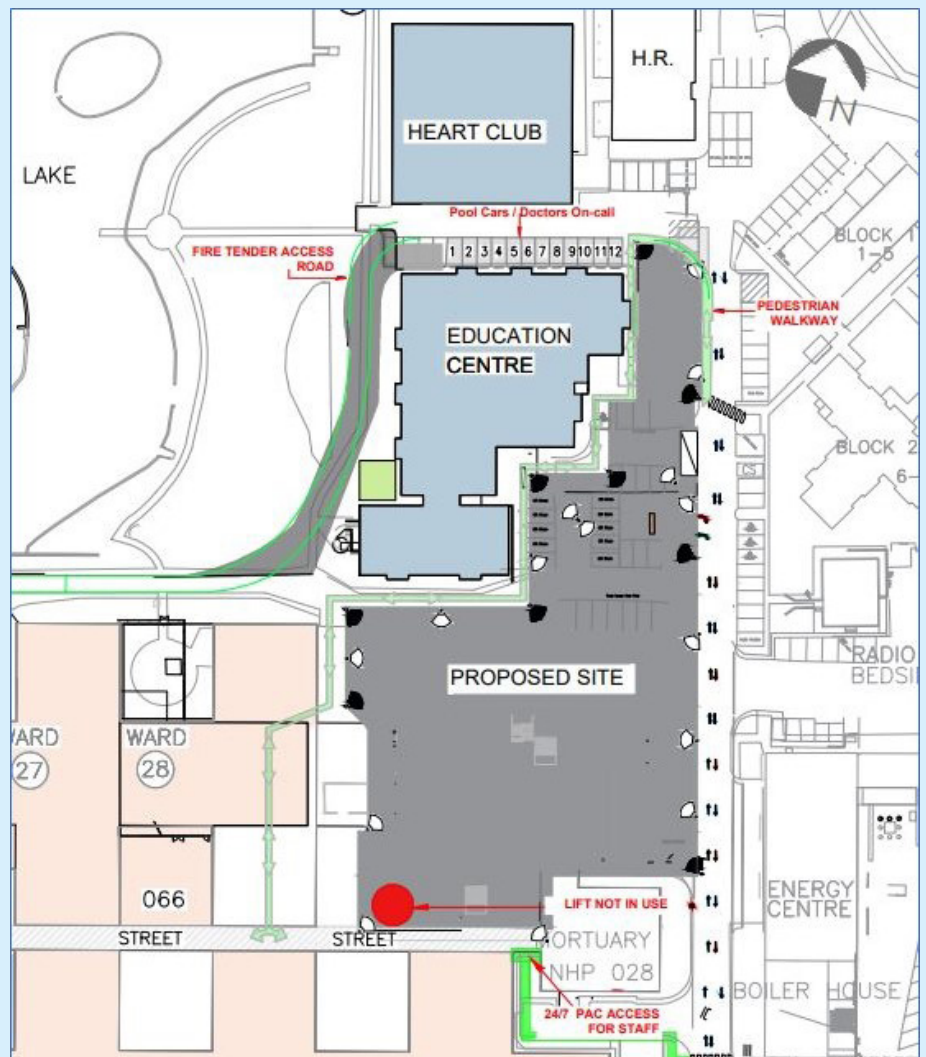 H.R.
HEART CLUB
N
LAKE
Pool Cars / Doctors On-call
FIRE TENDER ACCESS
ROAD
1 2 3 4 5 6 7 8 9 10 11 12
BLOCK 1
1-5
PEDESTRIAN
WALKWAY
EDUCATION
CENTRE
BLOCK 2
6-
PROPOSED SITE
RADIO
BEDSI
WARD
27
WARD
28
066
LIFT NOT IN USE
ENERGY
CENTRE
STREET
STREET
ORTUARY
NHP 028
BOILER HOUSE
24/7 PAC ACCESS
FOR STAFF